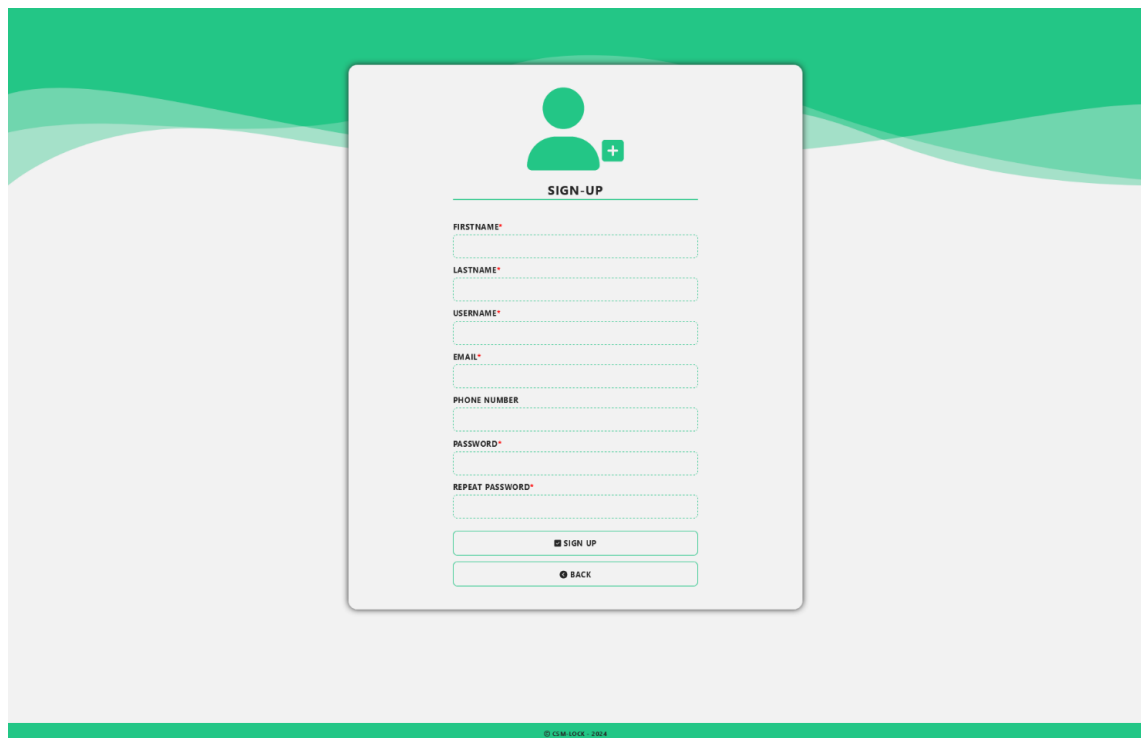 SIGN-UP
FIRSTNAME*
LASTNAME*
USERNAME*
EMAIL*
PHONE NUMBER
PASSWORD*
REPEAT PASSWORD*
SIGN UP
BACK
© CSM-LOCK - 2024